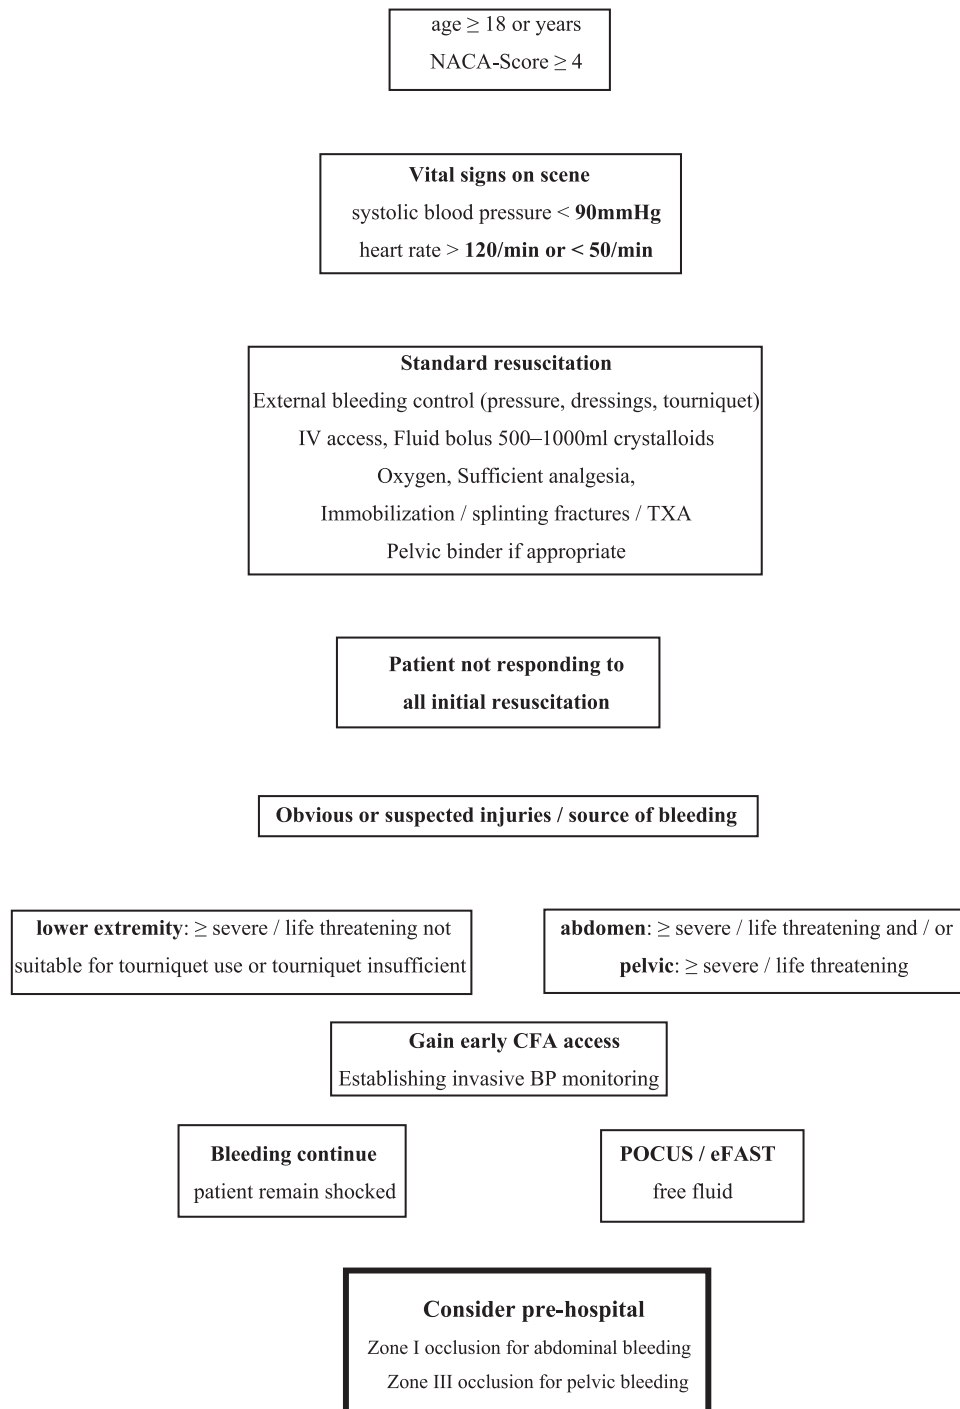 age ≥ 18 or years
NACA-Score ≥ 4
Vital signs on scene
systolic blood pressure < 90mmHg
heart rate > 120/min or < 50/min
Standard resuscitation
External bleeding control (pressure, dressings, tourniquet)
IV access, Fluid bolus 500–1000ml crystalloids
Oxygen, Sufficient analgesia,
Immobilization / splinting fractures / TXA
Pelvic binder if appropriate
Patient not responding to
all initial resuscitation
Obvious or suspected injuries / source of bleeding
lower extremity: ≥ severe / life threatening not
suitable for tourniquet use or tourniquet insufficient
abdomen: ≥ severe / life threatening and / or
pelvic: ≥ severe / life threatening
Gain early CFA access
Establishing invasive BP monitoring
Bleeding continue
patient remain shocked
POCUS / eFAST
free fluid
Consider pre-hospital
Zone I occlusion for abdominal bleeding
Zone III occlusion for pelvic bleeding